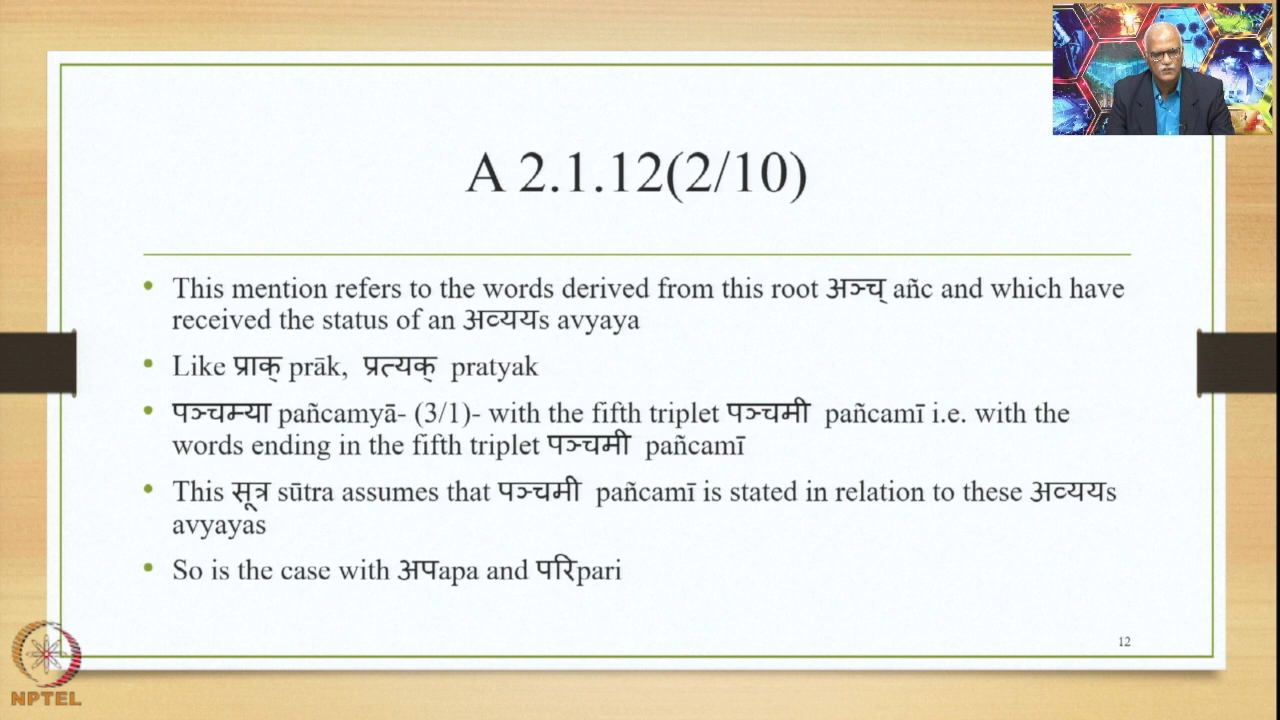 A 2.1.12(2/10)
• This mention refers to the words derived from this root अञ्च् añc and which have
received the status of an अव्ययs avyaya
• Like प्राक् prāk, प्रत्यक् pratyak
• पञ्चम्या pañcamyā- (3/1)- with the fifth triplet पञ्चमी pañcamī i.e. with the
words ending in the fifth triplet पञ्चमी pañcamī
• This सूत्र sūtra assumes that पञ्चमी pañcamī is stated in relation to these अव्ययs
avyayas
• So is the case with अपapa and परिpari
12
NPTEL